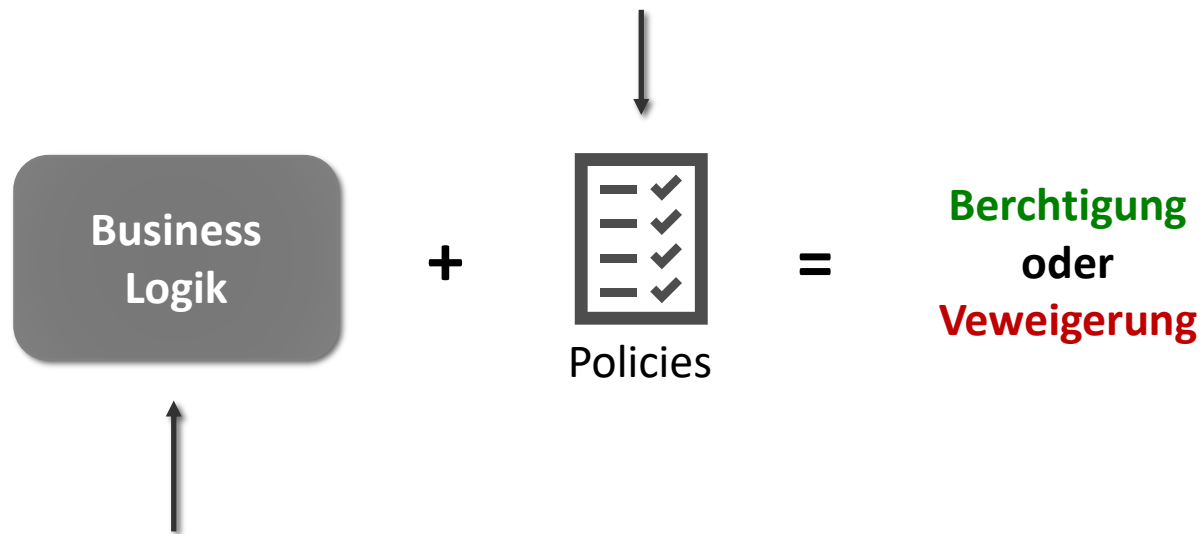 Business
Logik
+
Policies
=
Berchtigung
oder
Veweigerung